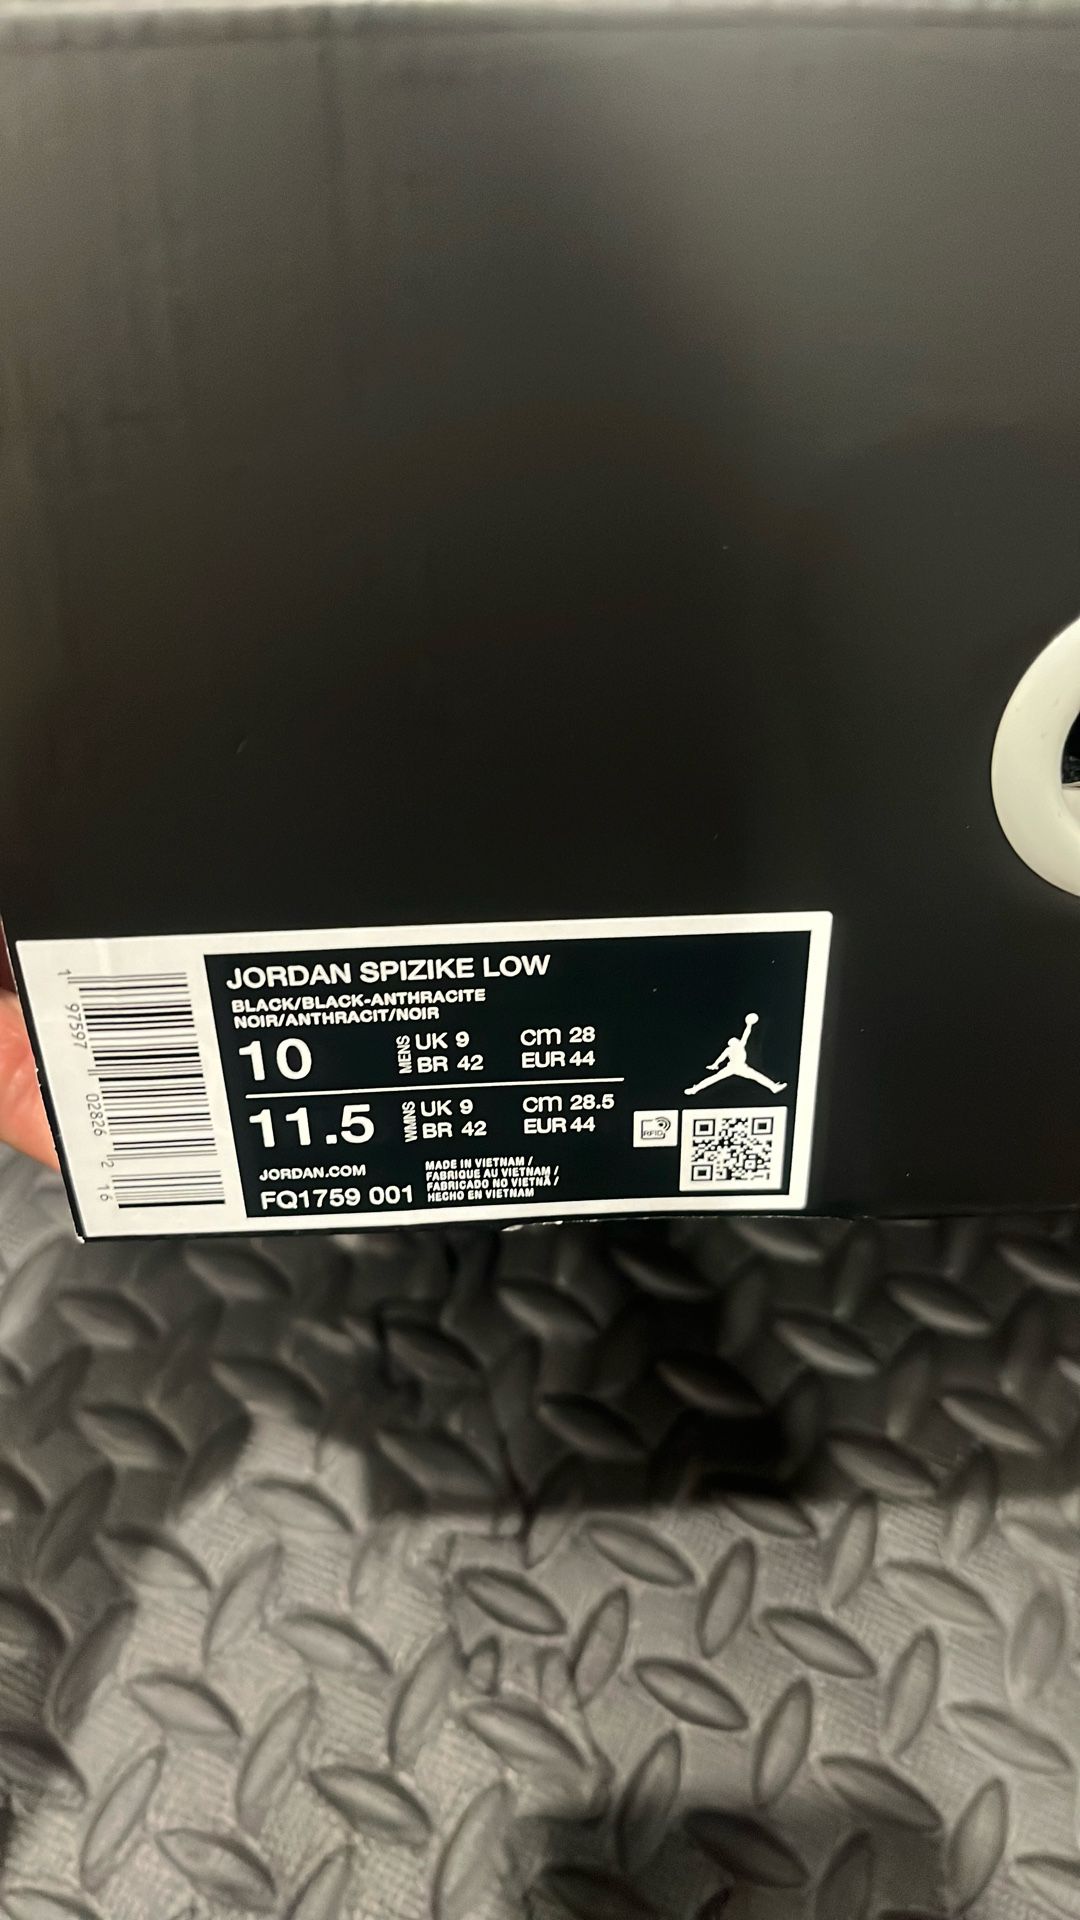 JORDAN SPIZIKE LOW
BLACK/BLACK-ANTHRACITE
NOIR/ANTHRACIT/NOIR
10 MENS UK 9 cm 28
BR 42 EUR 44
11.5 WMNS UK 9 cm 28.5
BR 42 EUR 44
RFID
JORDAN.COM
FQ1759 001
MADE IN VIETNAM /
FABRIQUE AU VIETNAM /
FABRICADO NO VIETNÃ /
HECHO EN VIETNAM
1 97597 02826 2 16